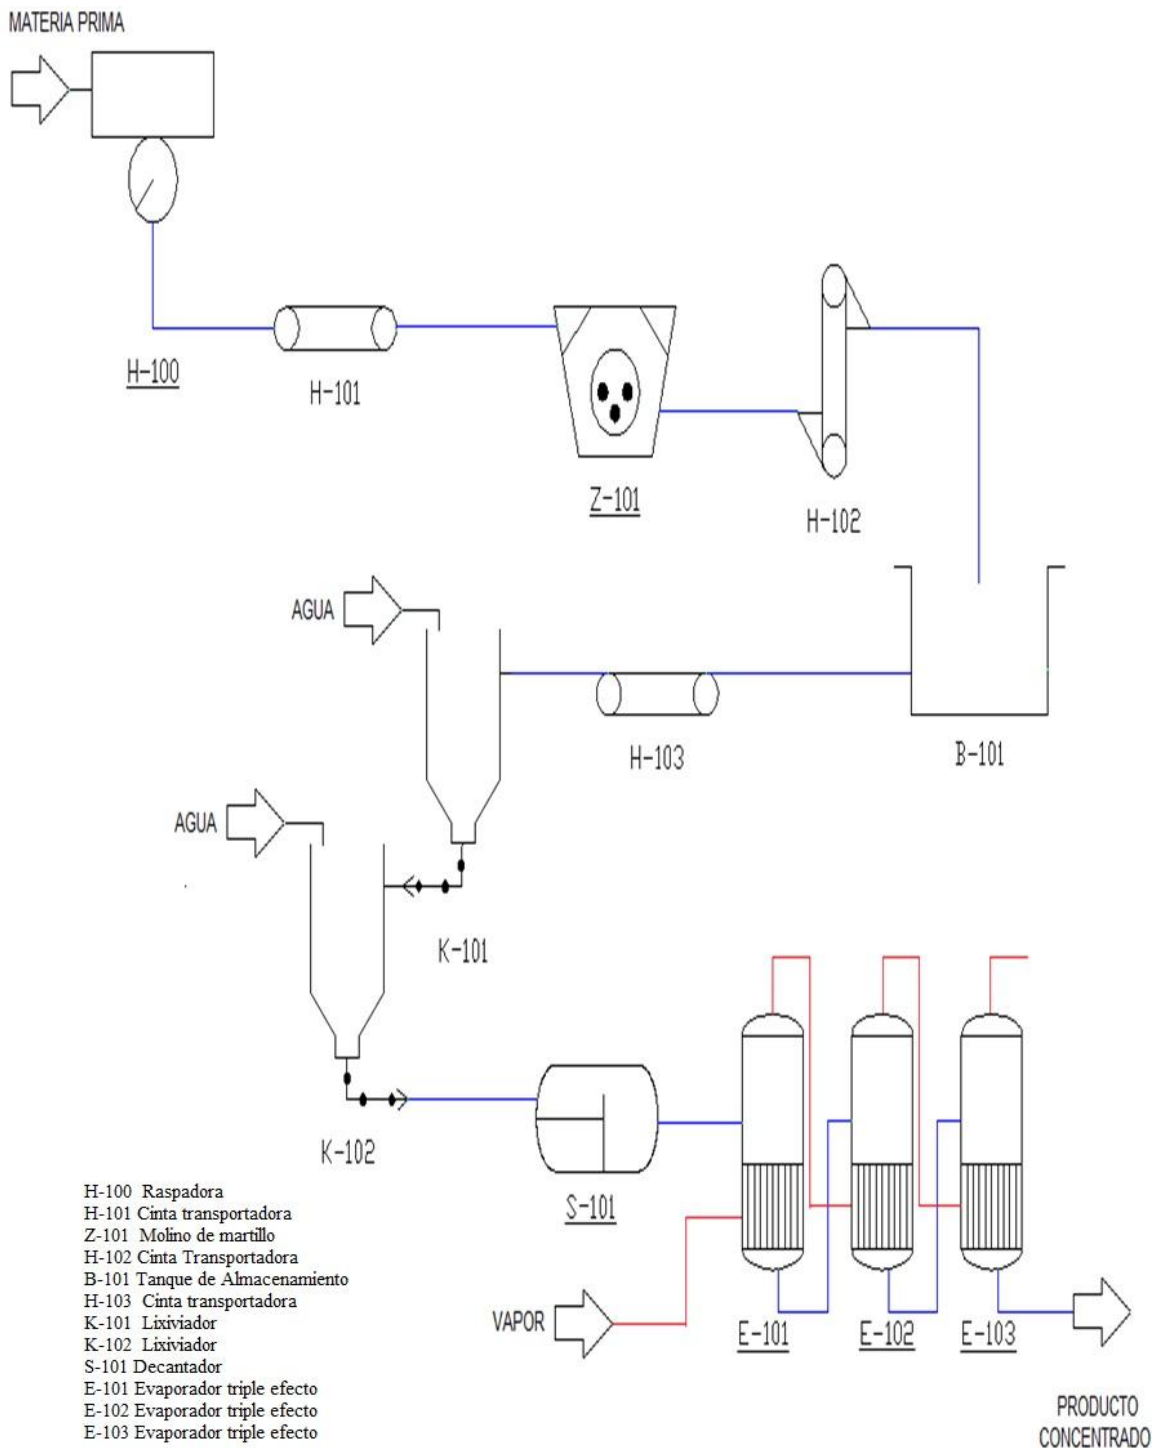 MATERIA PRIMA
H-100
H-101
Z-101
H-102
AGUA
H-103
B-101
AGUA
K-101
K-102
S-101
VAPOR
E-101
E-102
E-103
PRODUCTO
CONCENTRADO
H-100 Raspadora
H-101 Cinta transportadora
Z-101 Molino de martillo
H-102 Cinta Transportadora
B-101 Tanque de Almacenamiento
H-103 Cinta transportadora
K-101 Lixiviador
K-102 Lixiviador
S-101 Decantador
E-101 Evaporador triple efecto
E-102 Evaporador triple efecto
E-103 Evaporador triple efecto